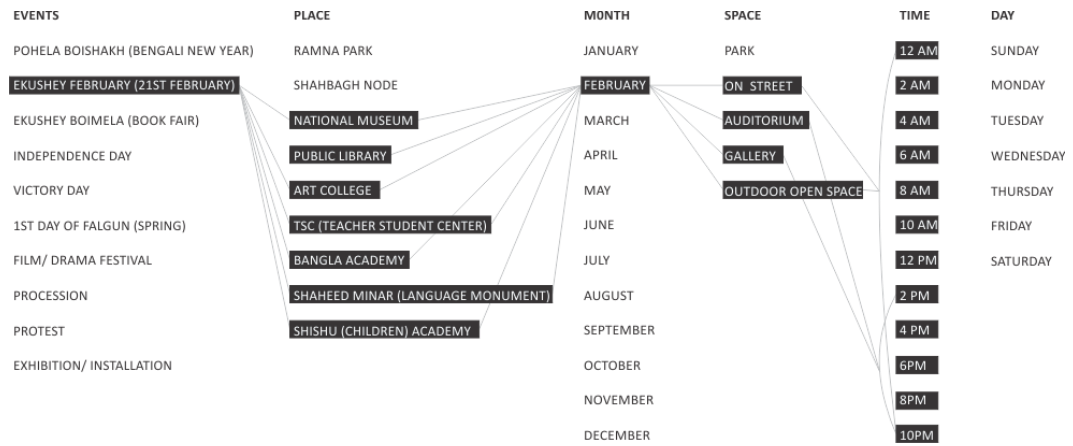 EVENTS PLACE M0NTH SPACE TIME DAY
POHELA BOISHAKH (BENGALI NEW YEAR) RAMNA PARK JANUARY PARK 12 AM SUNDAY
EKUSHEY FEBRUARY (21ST FEBRUARY) SHAHBAGH NODE FEBRUARY ON STREET 2 AM MONDAY
EKUSHEY BOIMELA (BOOK FAIR) NATIONAL MUSEUM MARCH AUDITORIUM 4 AM TUESDAY
INDEPENDENCE DAY PUBLIC LIBRARY APRIL GALLERY 6 AM WEDNESDAY
VICTORY DAY ART COLLEGE MAY OUTDOOR OPEN SPACE 8 AM THURSDAY
1ST DAY OF FALGUN (SPRING) TSC (TEACHER STUDENT CENTER) JUNE 10 AM FRIDAY
FILM/ DRAMA FESTIVAL BANGLA ACADEMY JULY 12 PM SATURDAY
PROCESSION SHAHEED MINAR (LANGUAGE MONUMENT) AUGUST 2 PM
PROTEST SHISHU (CHILDREN) ACADEMY SEPTEMBER 4 PM
EXHIBITION/ INSTALLATION OCTOBER 6PM
NOVEMBER 8PM
DECEMBER 10PM